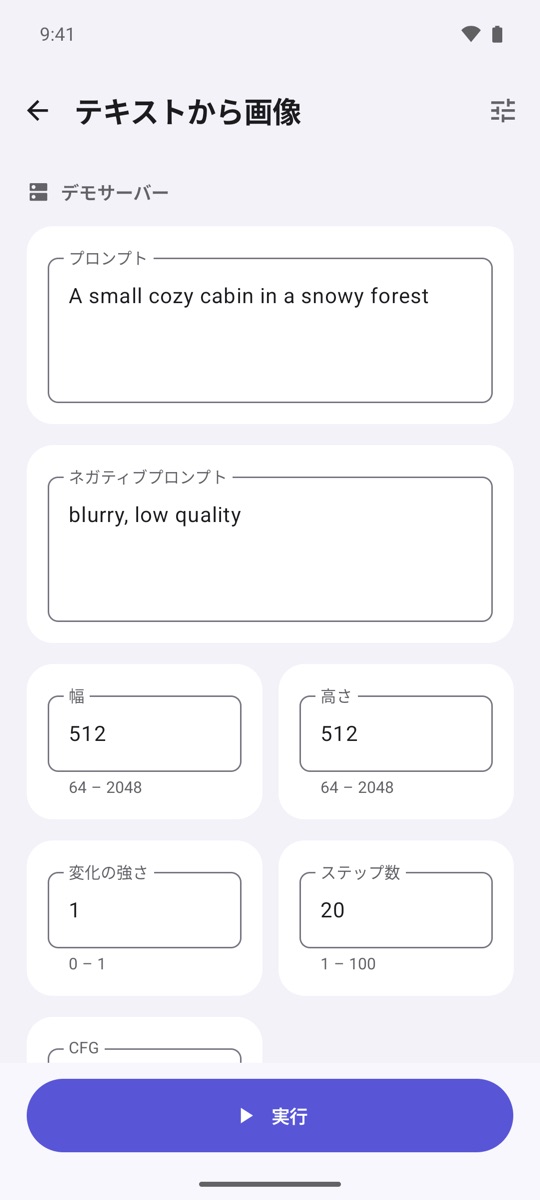 9:41
テキストから画像
デモサーバー
プロンプト
A small cozy cabin in a snowy forest
ネガティブプロンプト
blurry, low quality
幅
512
64 – 2048
高さ
512
64 – 2048
変化の強さ
1
0 – 1
ステップ数
20
1 – 100
CFG
実行